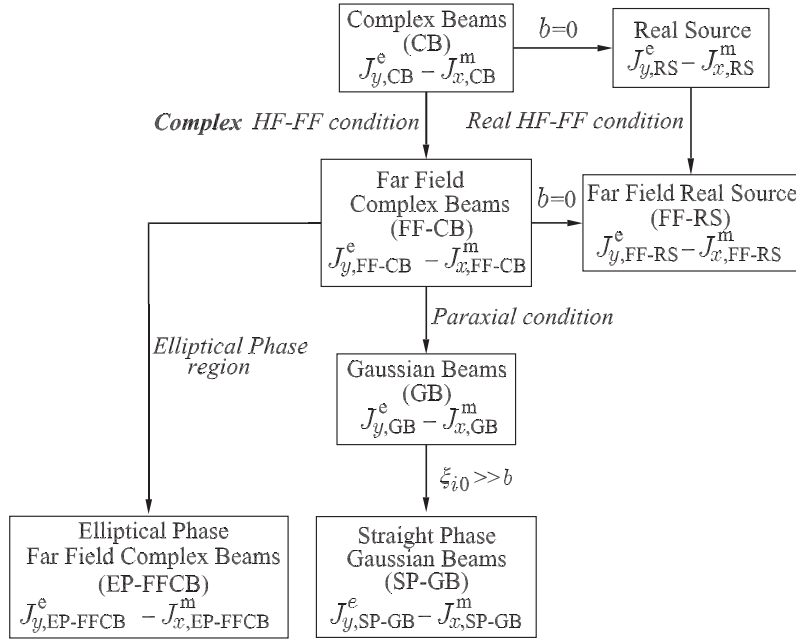 Complex Beams
(CB)
J^e_{y,CB} − J^m_{x,CB}
b=0
Real Source
J^e_{y,RS} − J^m_{x,RS}
Complex HF-FF condition
Real HF-FF condition
Far Field
Complex Beams
(FF-CB)
J^e_{y,FF-CB} − J^m_{x,FF-CB}
b=0
Far Field Real Source
(FF-RS)
J^e_{y,FF-RS} − J^m_{x,FF-RS}
Paraxial condition
Elliptical Phase
region
Gaussian Beams
(GB)
J^e_{y,GB} − J^m_{x,GB}
ξ_{i0} >> b
Elliptical Phase
Far Field Complex Beams
(EP-FFCB)
J^e_{y,EP-FFCB} − J^m_{x,EP-FFCB}
Straight Phase
Gaussian Beams
(SP-GB)
J^e_{y,SP-GB} − J^m_{x,SP-GB}